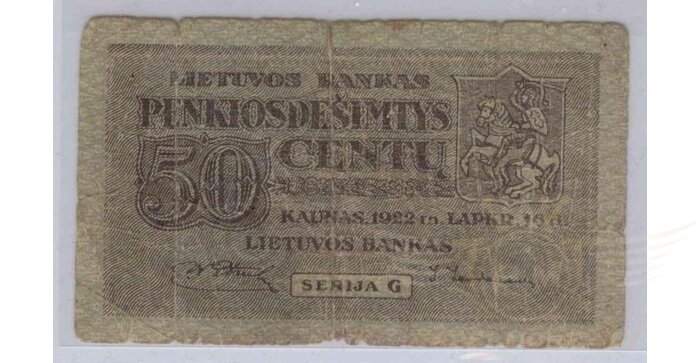 LIETUVOS BANKAS
PENKIOSDEŠIMTYS
50 CENTŲ
KAUNAS, 1922 m. LAPKR. 16 d.
LIETUVOS BANKAS
SERIJA G